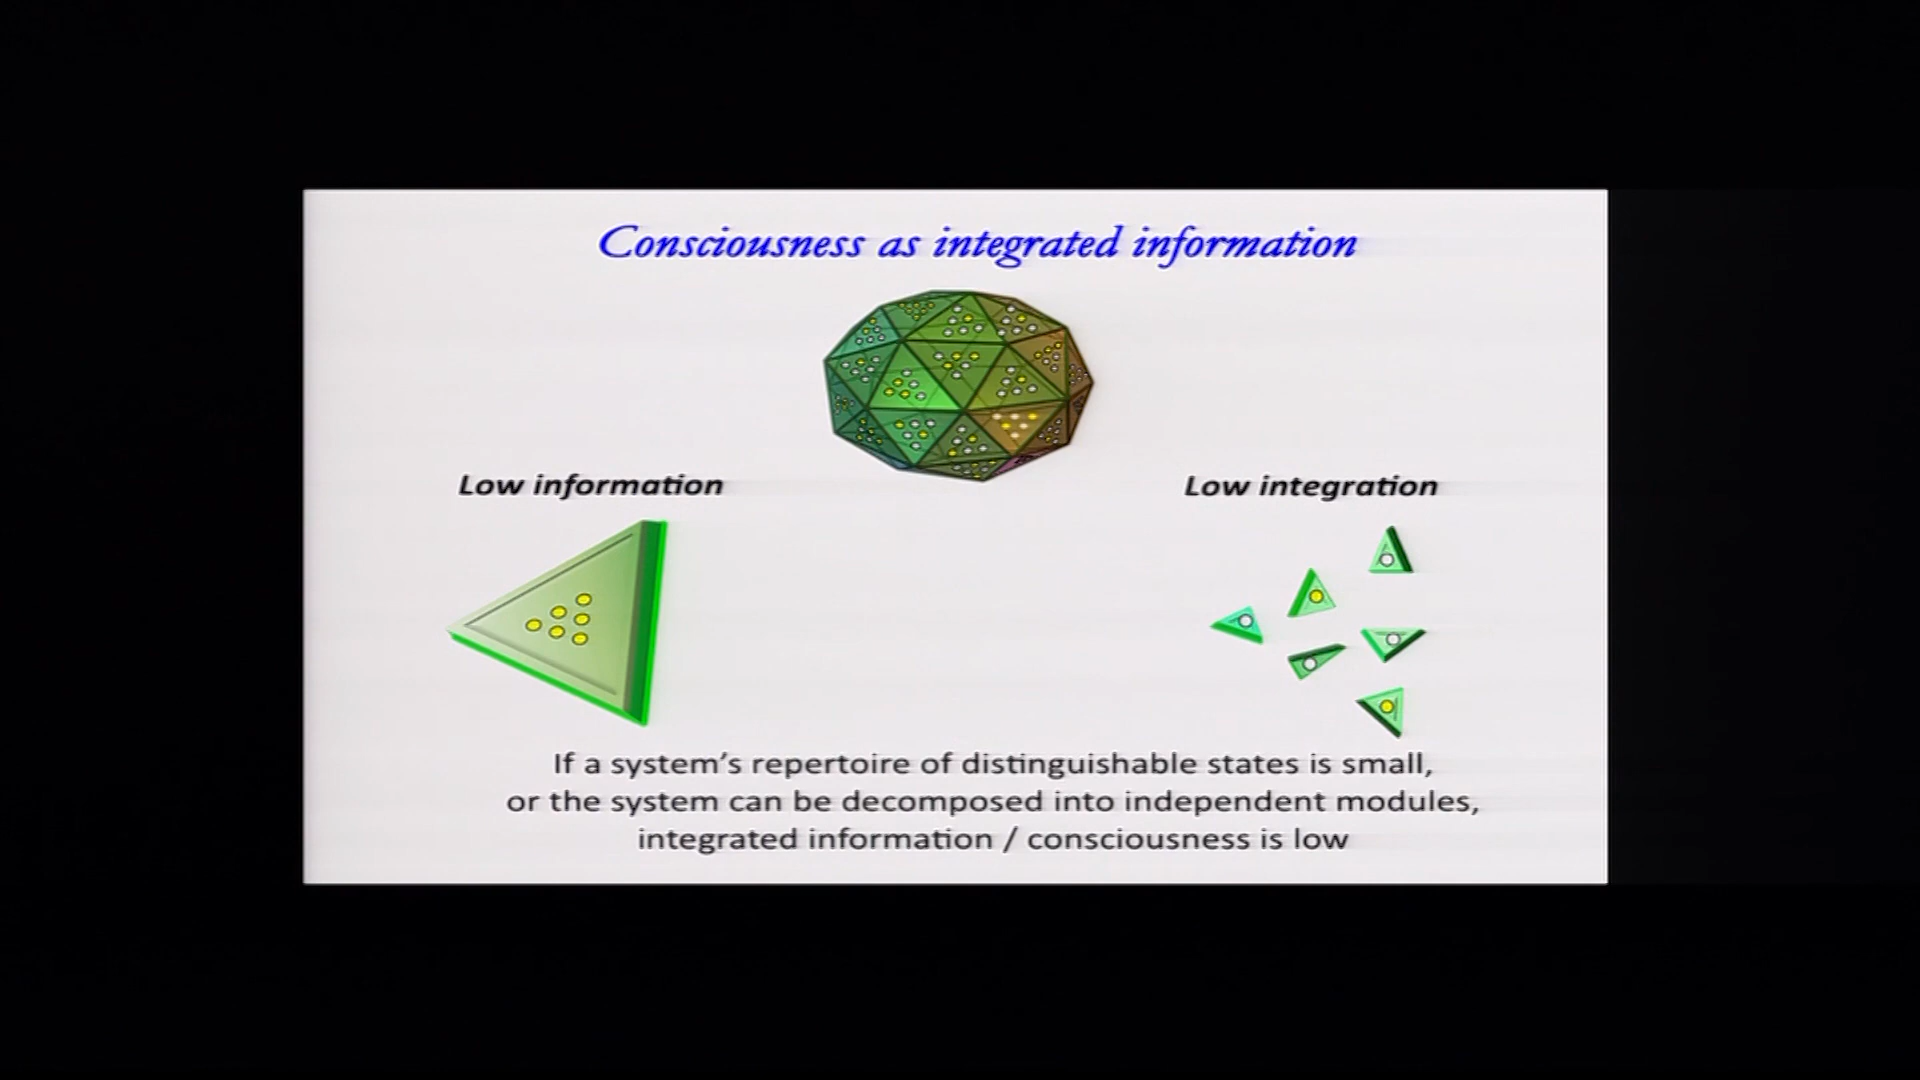 Consciousness as integrated information
Low information
Low integration
If a system's repertoire of distinguishable states is small,
or the system can be decomposed into independent modules,
integrated information / consciousness is low